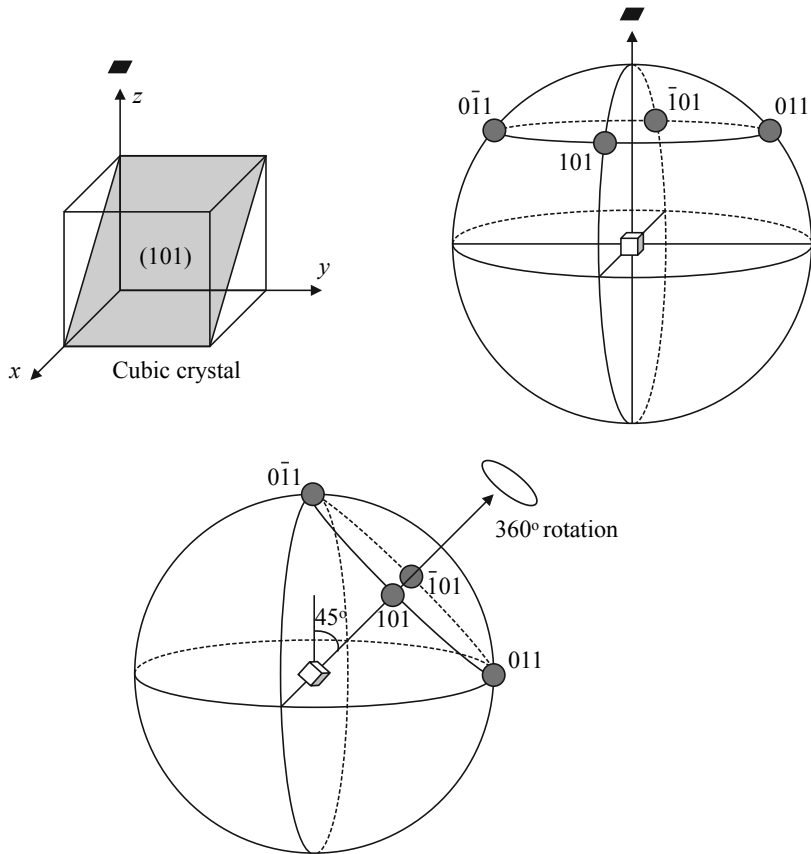 z
(101)
y
x
Cubic crystal
01̄1
1̄01
011
101
01̄1
360° rotation
1̄01
101
45°
011